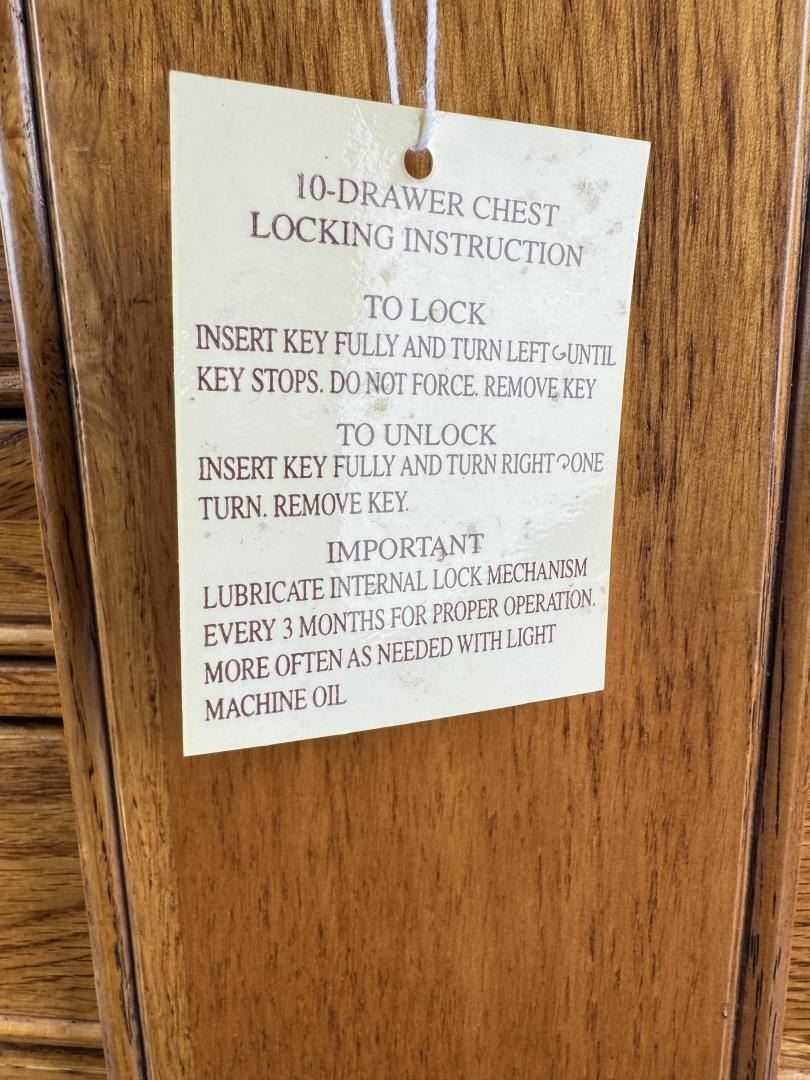 10-DRAWER CHEST
LOCKING INSTRUCTION
TO LOCK
INSERT KEY FULLY AND TURN LEFT UNTIL
KEY STOPS. DO NOT FORCE. REMOVE KEY
TO UNLOCK
INSERT KEY FULLY AND TURN RIGHT ONE
TURN. REMOVE KEY.
IMPORTANT
LUBRICATE INTERNAL LOCK MECHANISM
EVERY 3 MONTHS FOR PROPER OPERATION.
MORE OFTEN AS NEEDED WITH LIGHT
MACHINE OIL